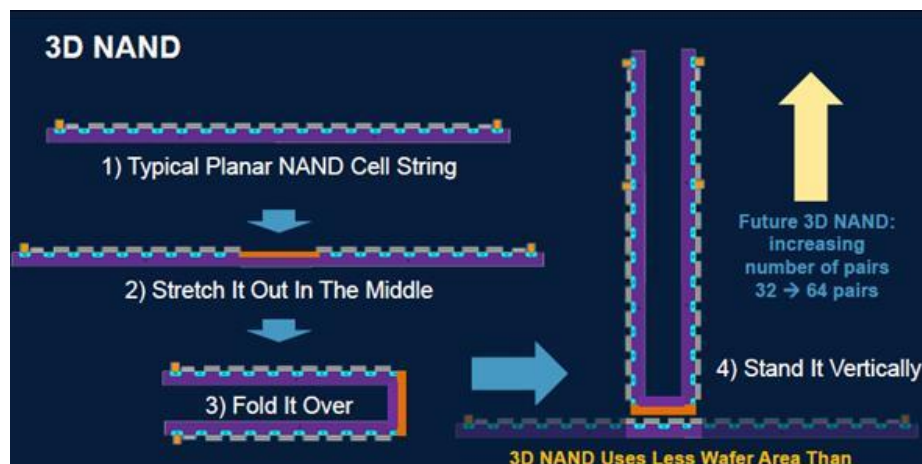 3D NAND
1) Typical Planar NAND Cell String
2) Stretch It Out In The Middle
3) Fold It Over
Future 3D NAND:
increasing
number of pairs
32 → 64 pairs
4) Stand It Vertically
3D NAND Uses Less Wafer Area Than